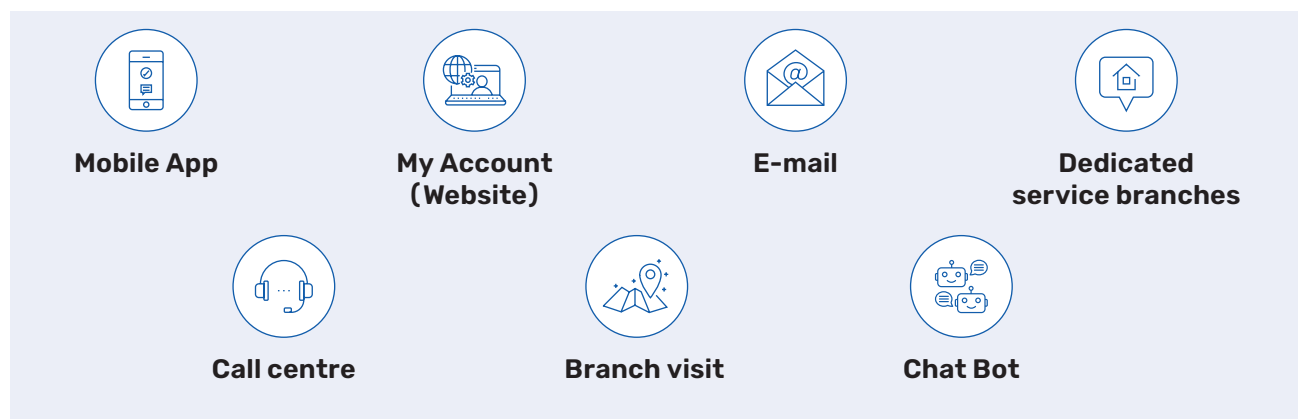 Mobile App
My Account
(Website)
E-mail
Dedicated
service branches
Call centre
Branch visit
Chat Bot